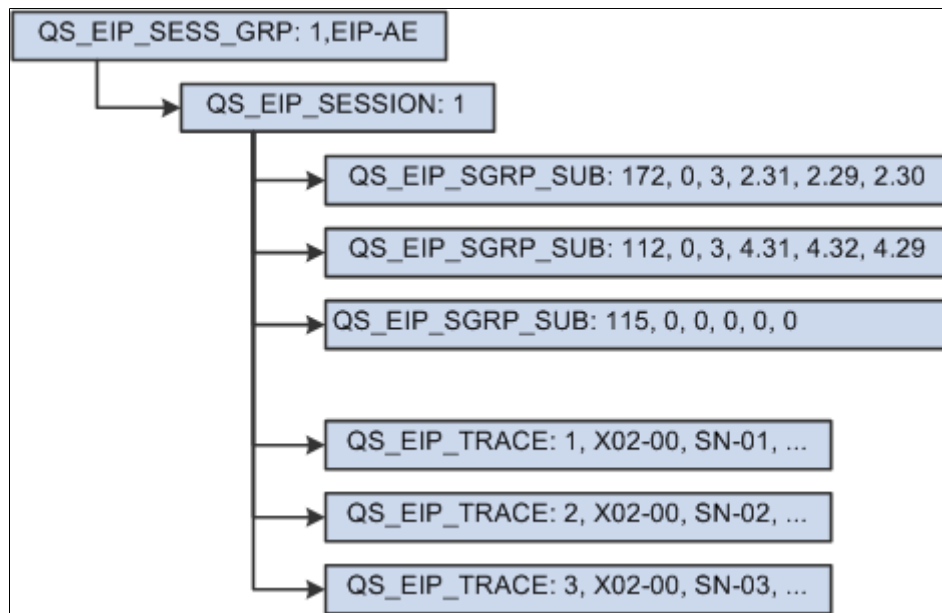 QS_EIP_SESS_GRP: 1,EIP-AE
QS_EIP_SESSION: 1
QS_EIP_SGRP_SUB: 172, 0, 3, 2.31, 2.29, 2.30
QS_EIP_SGRP_SUB: 112, 0, 3, 4.31, 4.32, 4.29
QS_EIP_SGRP_SUB: 115, 0, 0, 0, 0, 0
QS_EIP_TRACE: 1, X02-00, SN-01, ...
QS_EIP_TRACE: 2, X02-00, SN-02, ...
QS_EIP_TRACE: 3, X02-00, SN-03, ...